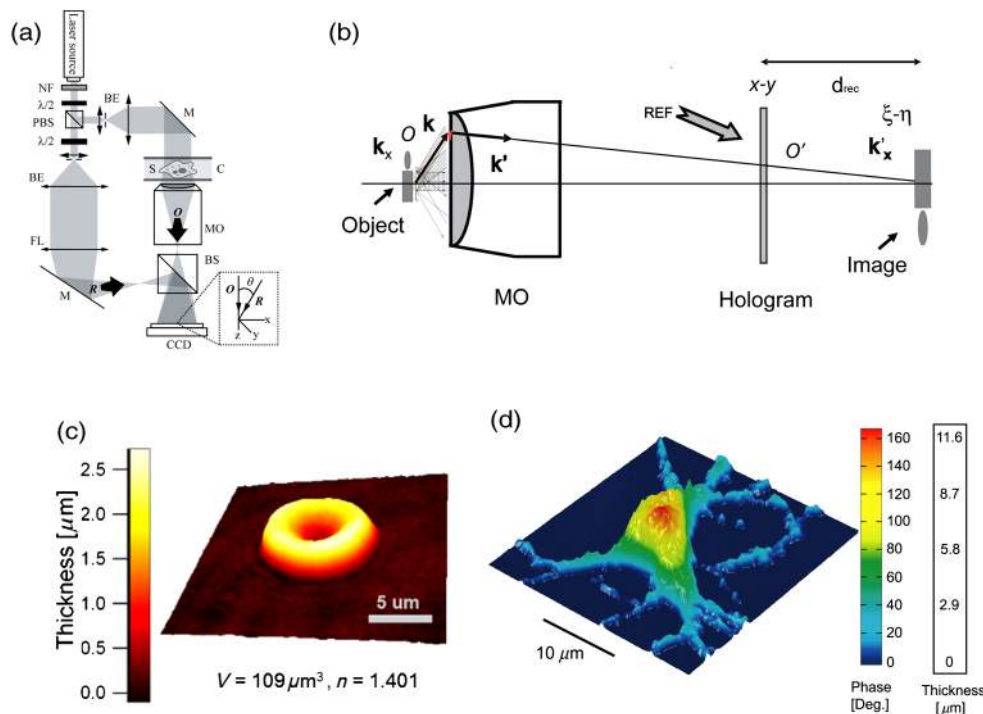 (a)
Laser source
NF
λ/2
PBS
BE
M
λ/2
S
C
BE
O
MO
FL
BS
M
R
O
θ
R
x
z
y
CCD
(b)
x-y
d_rec
REF
ξ-η
k_x
O
k
k'
O'
k'_x
Object
Image
MO
Hologram
(c)
Thickness [μm]
2.5
2.0
1.5
1.0
0.5
0.0
5 um
V = 109 μm³ , n = 1.401
(d)
160
140
120
100
80
60
40
20
0
Phase
[Deg.]
11.6
8.7
5.8
2.9
0
Thickness
[μm]
10 μm